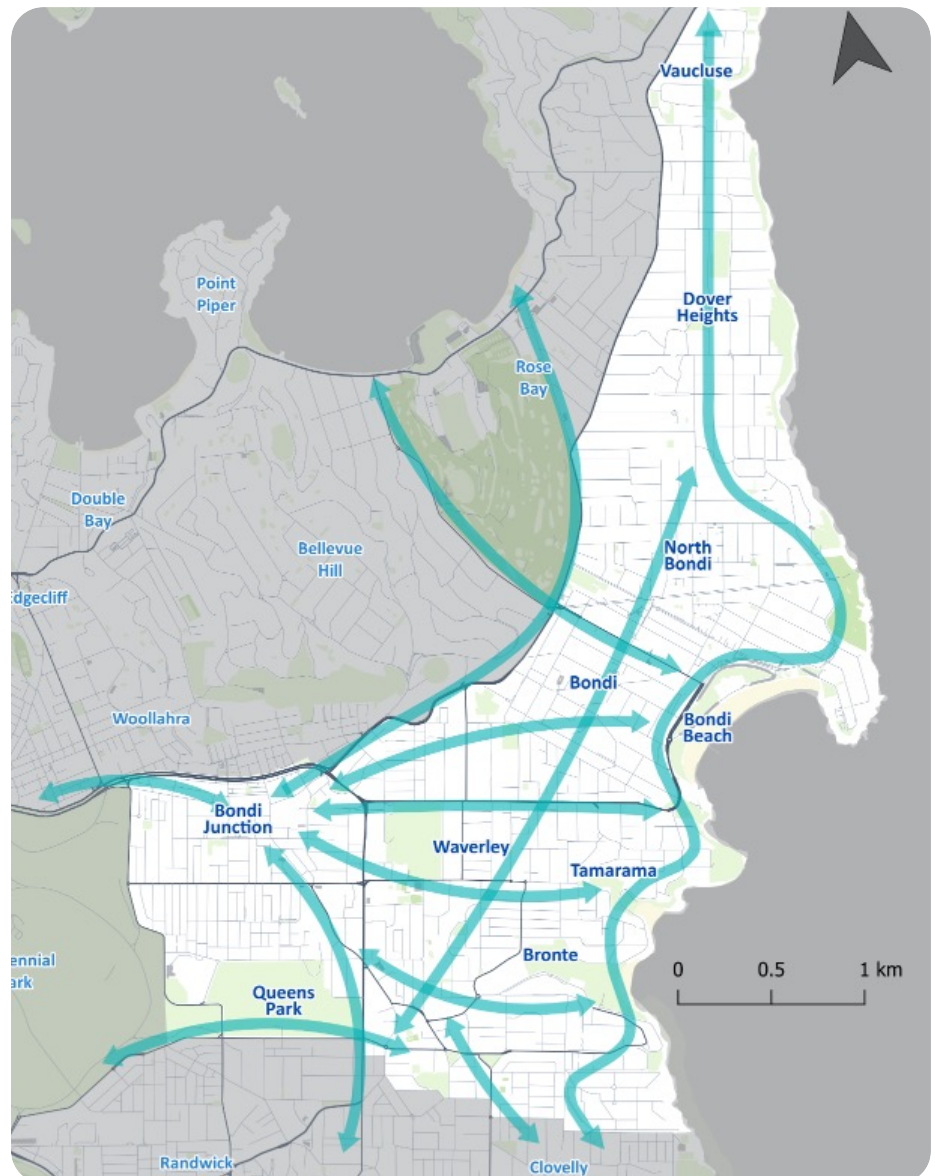 Vaucluse
Point
Piper
Dover
Heights
Rose
Bay
Double
Bay
Bellevue
Hill
North
Bondi
dgecliff
Bondi
Woollahra
Bondi
Beach
Bondi
Junction
Waverley
Tamarama
Bronte
ennial
ark
Queens
Park
0 0.5 1 km
Randwick
Clovelly